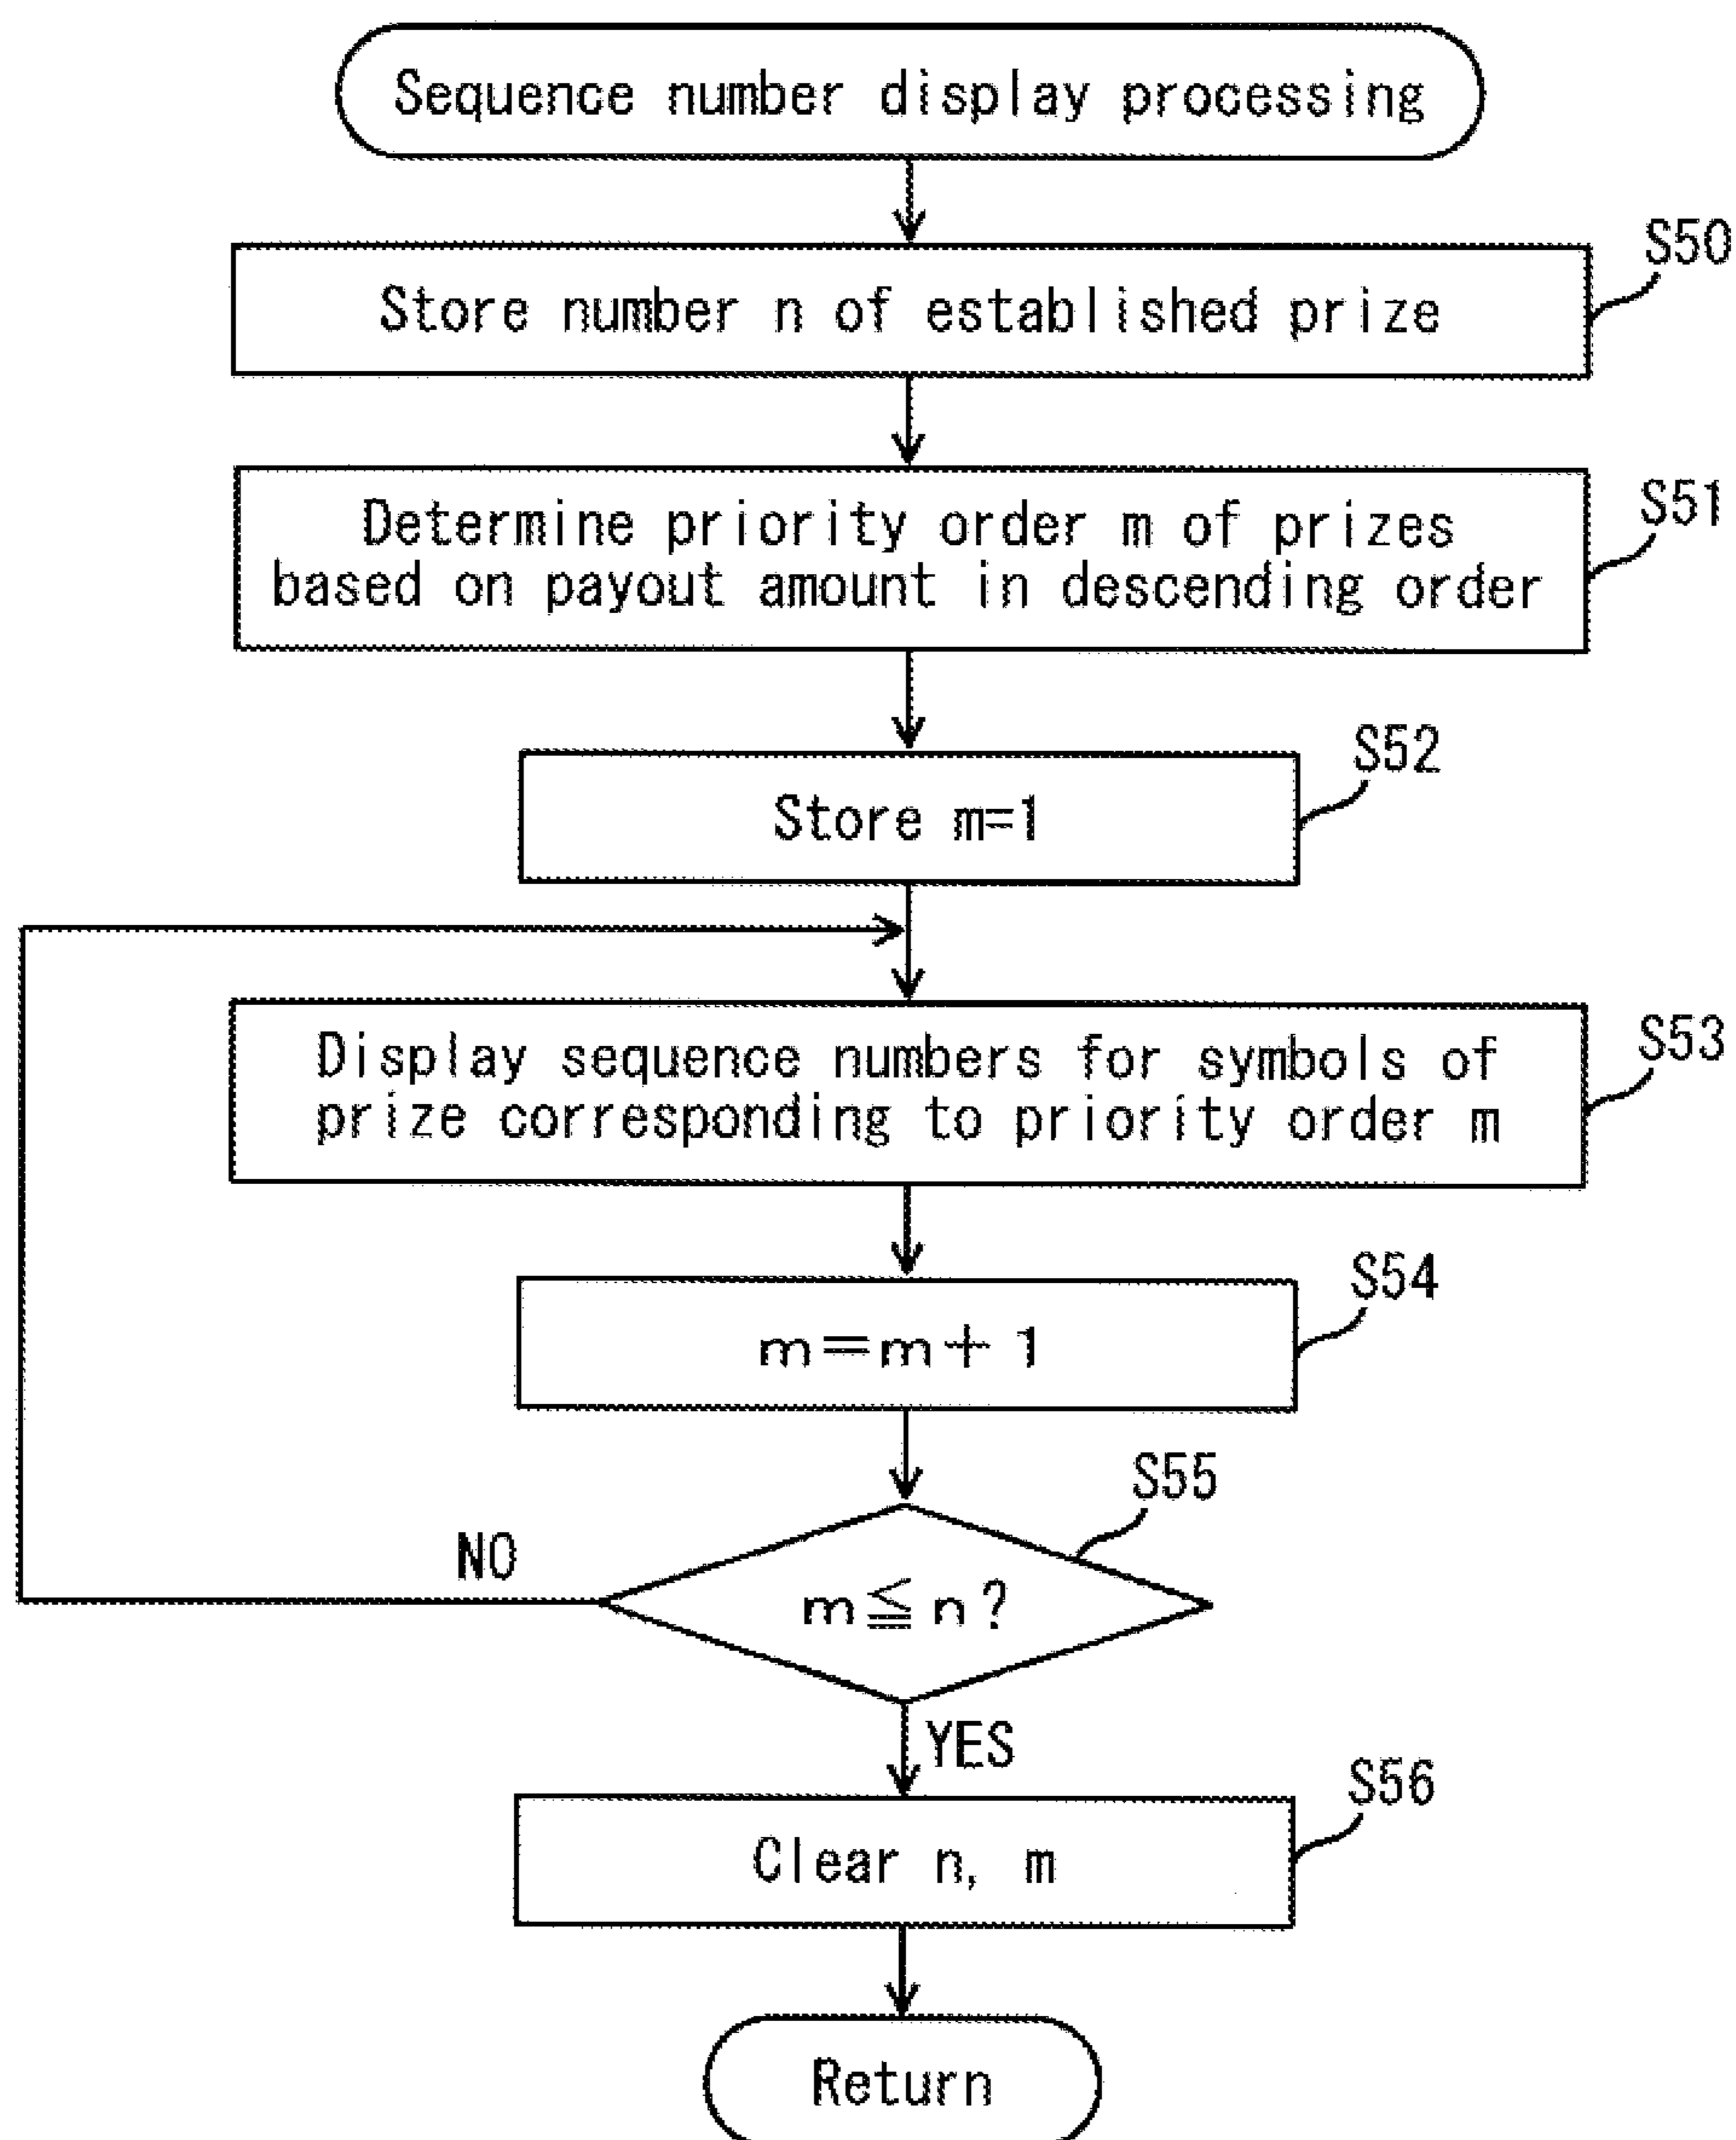 Sequence number display processing
S50
Store number n of established prize
S51
Determine priority order m of prizes
based on payout amount in descending order
S52
Store m=1
S53
Display sequence numbers for symbols of
prize corresponding to priority order m
S54
m=m+1
S55
NO
m≦n?
YES
S56
Clear n, m
Return